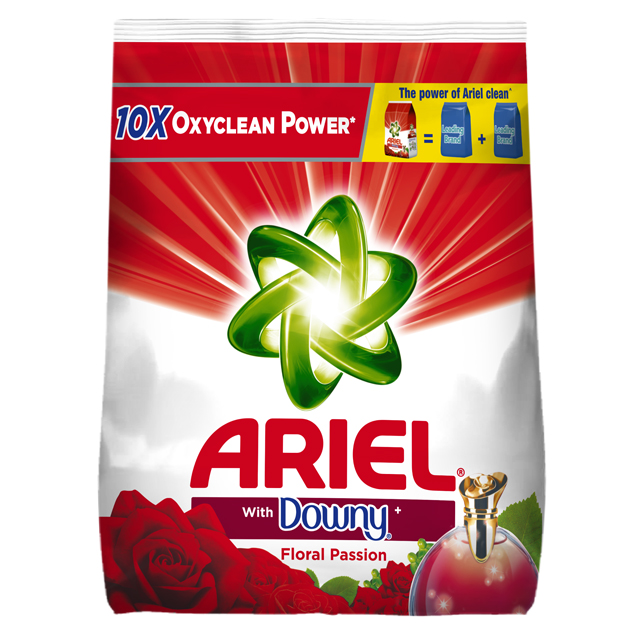 10X OXYCLEAN POWER*
The power of Ariel clean^
= Leading Brand + Leading Brand
ARIEL®
With Downy®+
Floral Passion